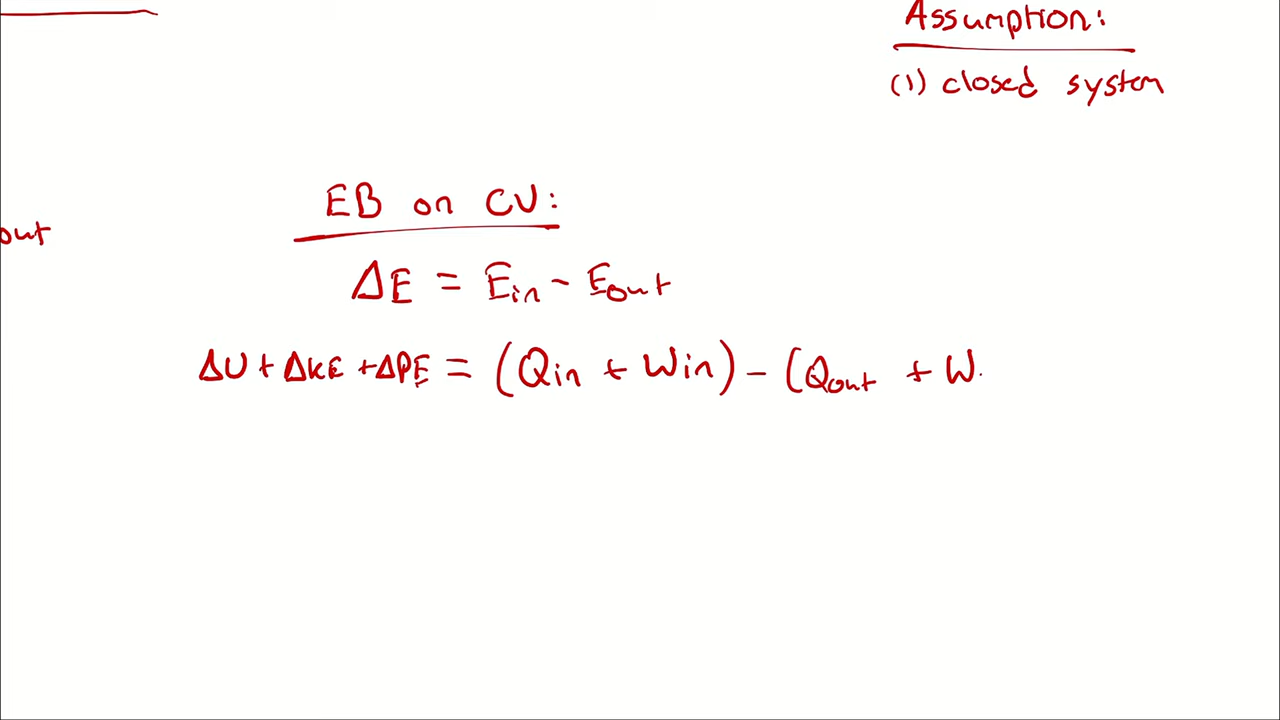 Assumption:
(1) closed system
EB on CV:
out
ΔE = Ein - Eout
ΔU + ΔKE + ΔPE = (Qin + Win) - (Qout + W